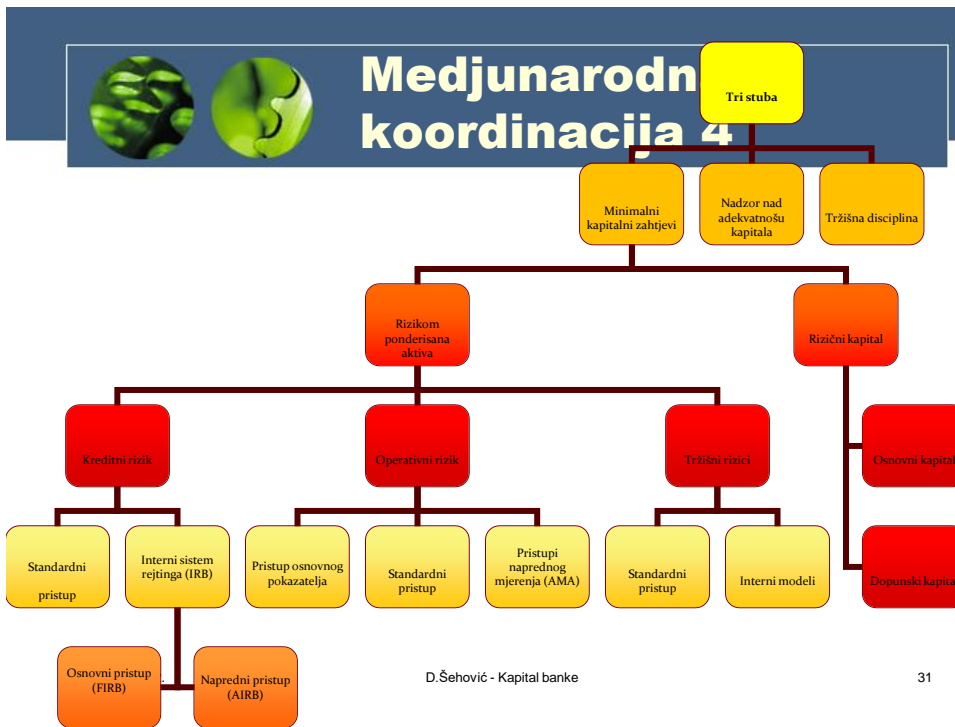 Medjunarodn
koordinacija 4
Tri stuba
Minimalni
kapitalni zahtjevi
Nadzor nad
adekvatnošu
kapitala
Tržišna disciplina
Rizikom
ponderisana
aktiva
Rizični kapital
Kreditni rizik
Operativni rizik
Tržišni rizici
Osnovni kapital
Dopunski kapital
Standardni
pristup
Interni sistem
rejtinga (IRB)
Pristup osnovnog
pokazatelja
Standardni
pristup
Pristupi
naprednog
mjerenja (AMA)
Standardni
pristup
Interni modeli
Osnovni pristup
(FIRB)
Napredni pristup
(AIRB)
D.Šehović - Kapital banke
31